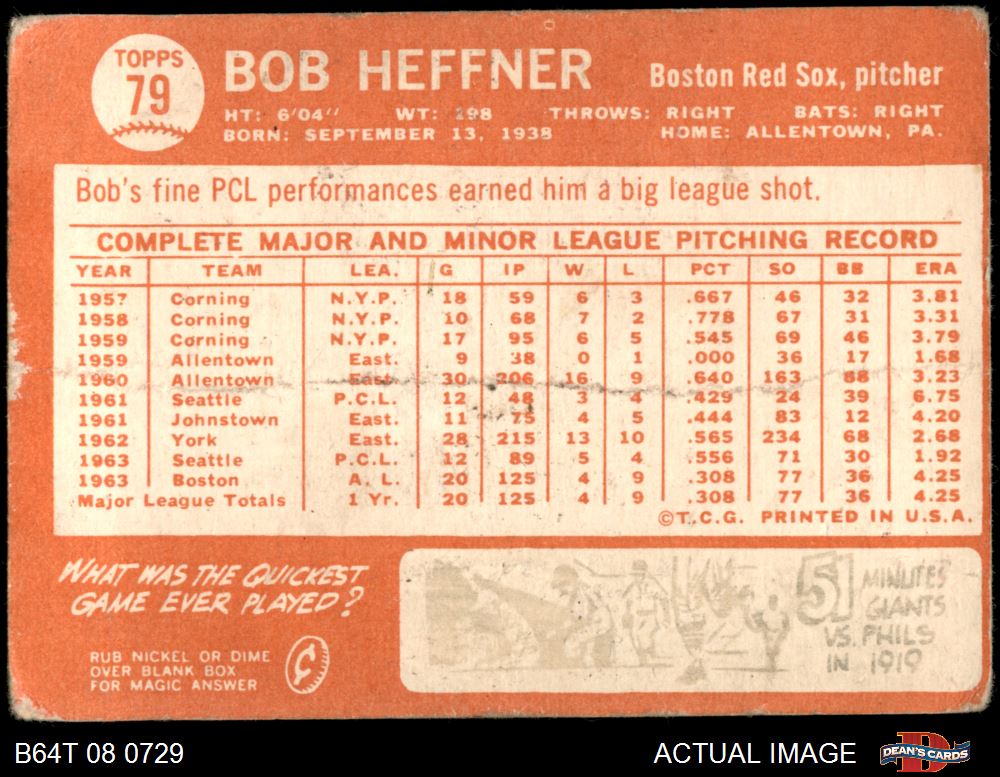 TOPPS
79
BOB HEFFNER
Boston Red Sox, pitcher
HT: 6'04" WT: 198 THROWS: RIGHT BATS: RIGHT
BORN: SEPTEMBER 13, 1938 HOME: ALLENTOWN, PA.
Bob's fine PCL performances earned him a big league shot.
COMPLETE MAJOR AND MINOR LEAGUE PITCHING RECORD
YEAR TEAM LEA. G IP W L PCT SO BB ERA
1957 Corning N.Y.P. 18 59 6 3 .667 46 32 3.81
1958 Corning N.Y.P. 10 68 7 2 .778 67 31 3.31
1959 Corning N.Y.P. 17 95 6 5 .545 69 46 3.79
1959 Allentown East. 9 38 0 1 .000 36 17 1.68
1960 Allentown East. 30 206 16 9 .640 163 88 3.23
1961 Seattle P.C.L. 12 48 3 4 .429 24 39 6.75
1961 Johnstown East. 11 75 4 5 .444 83 12 4.20
1962 York East. 28 215 13 10 .565 234 68 2.68
1963 Seattle P.C.L. 12 89 5 4 .556 71 30 1.92
1963 Boston A. L. 20 125 4 9 .308 77 36 4.25
Major League Totals 1 Yr. 20 125 4 9 .308 77 36 4.25
©T.C.G. PRINTED IN U.S.A.
WHAT WAS THE QUICKEST
GAME EVER PLAYED?
RUB NICKEL OR DIME
OVER BLANK BOX
FOR MAGIC ANSWER
¢
51 MINUTES
GIANTS
VS. PHILS
IN 1919
B64T 08 0729
ACTUAL IMAGE
DEAN'S CARDS